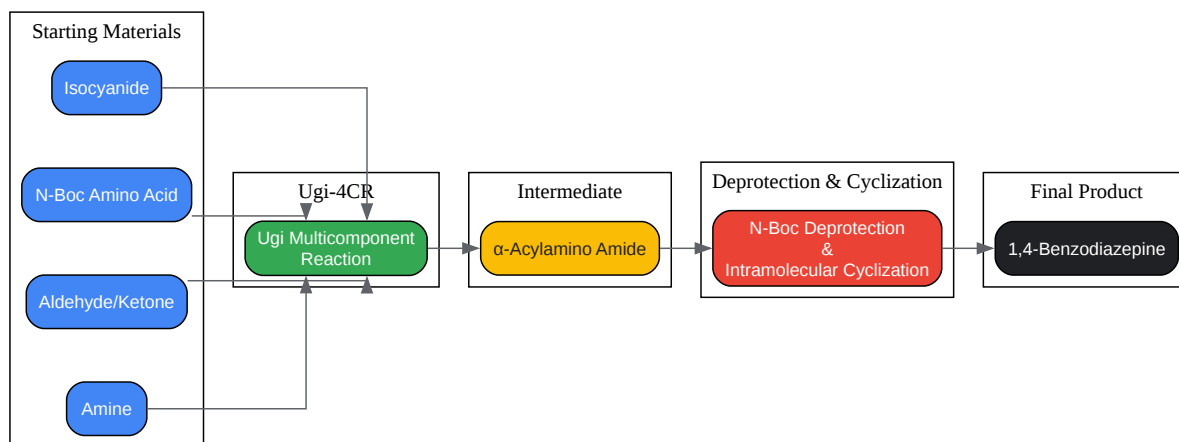 Starting Materials
Isocyanide
N-Boc Amino Acid
Aldehyde/Ketone
Amine
Ugi-4CR
Ugi Multicomponent
Reaction
Intermediate
α-Acylamino Amide
Deprotection & Cyclization
N-Boc Deprotection
&
Intramolecular Cyclization
Final Product
1,4-Benzodiazepine